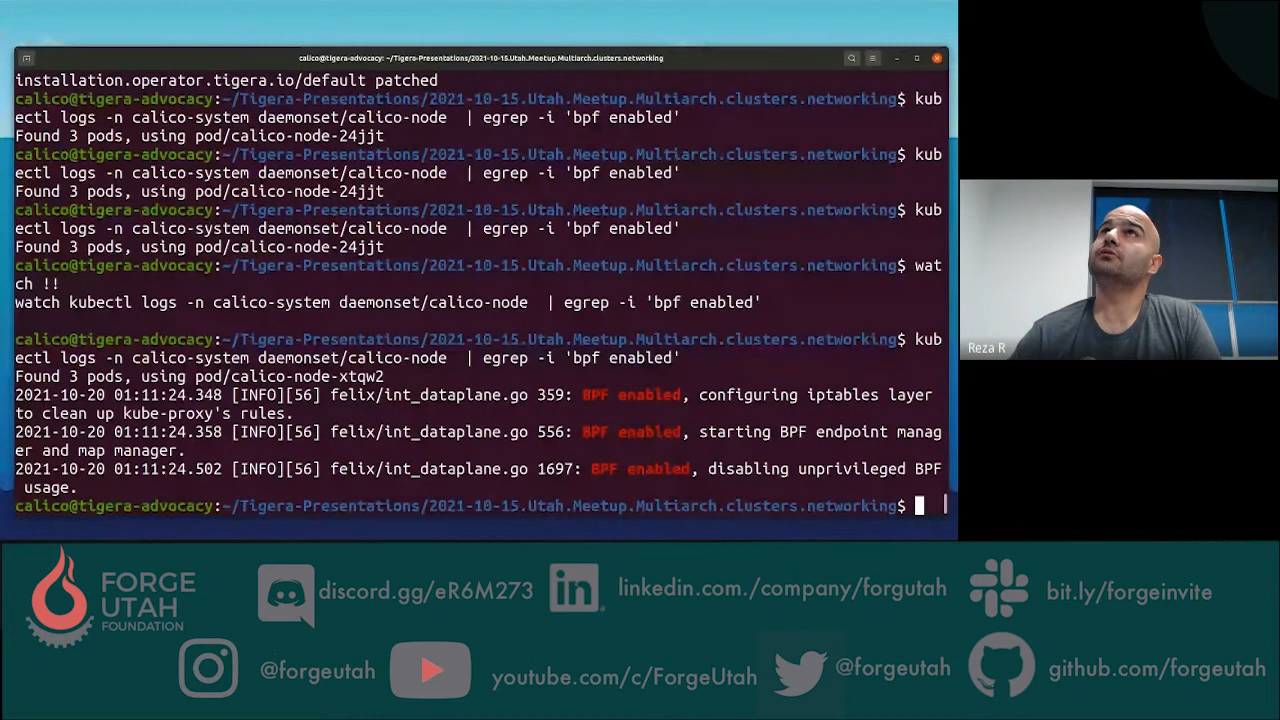 calico@tigera-advocacy: ~/Tigera-Presentations/2021-10-15.Utah.Meetup.Multiarch.clusters.networking
installation.operator.tigera.io/default patched
calico@tigera-advocacy:~/Tigera-Presentations/2021-10-15.Utah.Meetup.Multiarch.clusters.networking$ kub
ectl logs -n calico-system daemonset/calico-node  | egrep -i 'bpf enabled'
Found 3 pods, using pod/calico-node-24jjt
calico@tigera-advocacy:~/Tigera-Presentations/2021-10-15.Utah.Meetup.Multiarch.clusters.networking$ kub
ectl logs -n calico-system daemonset/calico-node  | egrep -i 'bpf enabled'
Found 3 pods, using pod/calico-node-24jjt
calico@tigera-advocacy:~/Tigera-Presentations/2021-10-15.Utah.Meetup.Multiarch.clusters.networking$ kub
ectl logs -n calico-system daemonset/calico-node  | egrep -i 'bpf enabled'
Found 3 pods, using pod/calico-node-24jjt
calico@tigera-advocacy:~/Tigera-Presentations/2021-10-15.Utah.Meetup.Multiarch.clusters.networking$ wat
ch !!
watch kubectl logs -n calico-system daemonset/calico-node  | egrep -i 'bpf enabled'
calico@tigera-advocacy:~/Tigera-Presentations/2021-10-15.Utah.Meetup.Multiarch.clusters.networking$ kub
ectl logs -n calico-system daemonset/calico-node  | egrep -i 'bpf enabled'
Found 3 pods, using pod/calico-node-xtqw2
2021-10-20 01:11:24.348 [INFO][56] felix/int_dataplane.go 359: BPF enabled, configuring iptables layer
to clean up kube-proxy's rules.
2021-10-20 01:11:24.358 [INFO][56] felix/int_dataplane.go 556: BPF enabled, starting BPF endpoint manag
er and map manager.
2021-10-20 01:11:24.502 [INFO][56] felix/int_dataplane.go 1697: BPF enabled, disabling unprivileged BPF
usage.
calico@tigera-advocacy:~/Tigera-Presentations/2021-10-15.Utah.Meetup.Multiarch.clusters.networking$
Reza R
FORGE
UTAH
FOUNDATION
discord.gg/eR6M273
in
linkedin.com./company/forgutah
bit.ly/forgeinvite
@forgeutah
youtube.com/c/ForgeUtah
@forgeutah
github.com/forgeutah